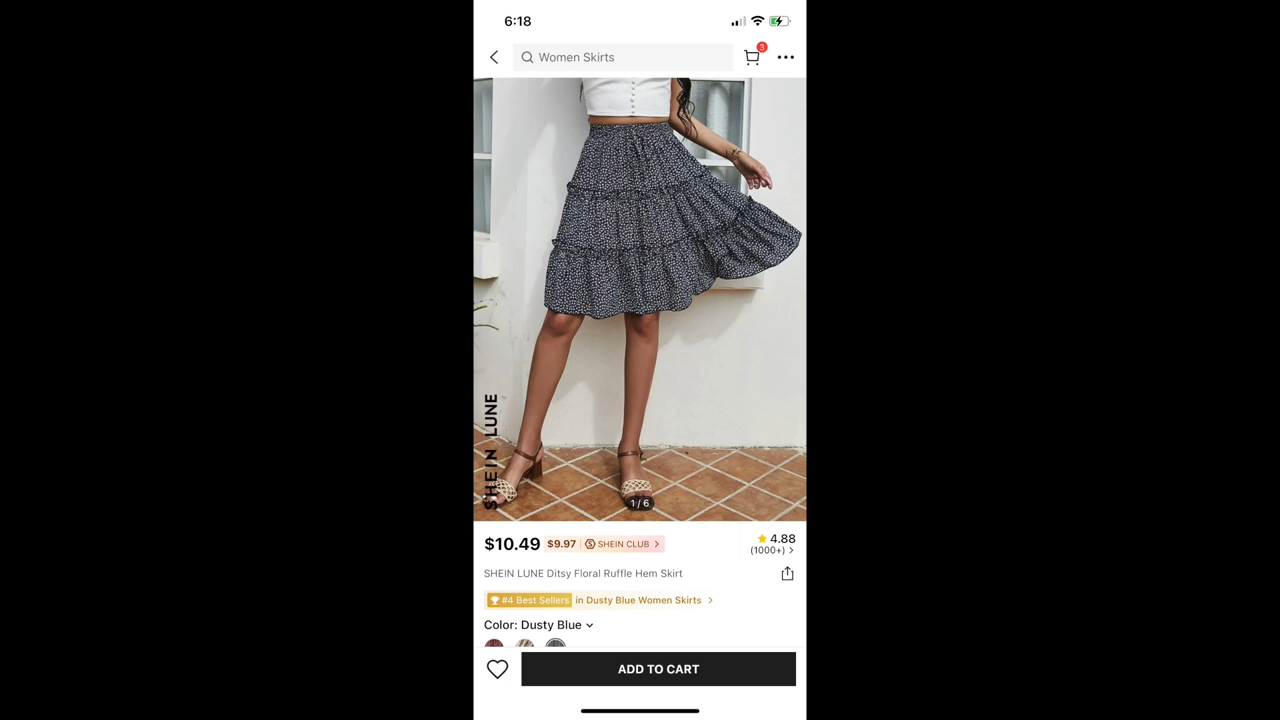 6:18
Women Skirts
3
SHEIN LUNE
1 / 6
$10.49 $9.97 S SHEIN CLUB
4.88
(1000+)
SHEIN LUNE Ditsy Floral Ruffle Hem Skirt
#4 Best Sellers in Dusty Blue Women Skirts
Color: Dusty Blue
ADD TO CART